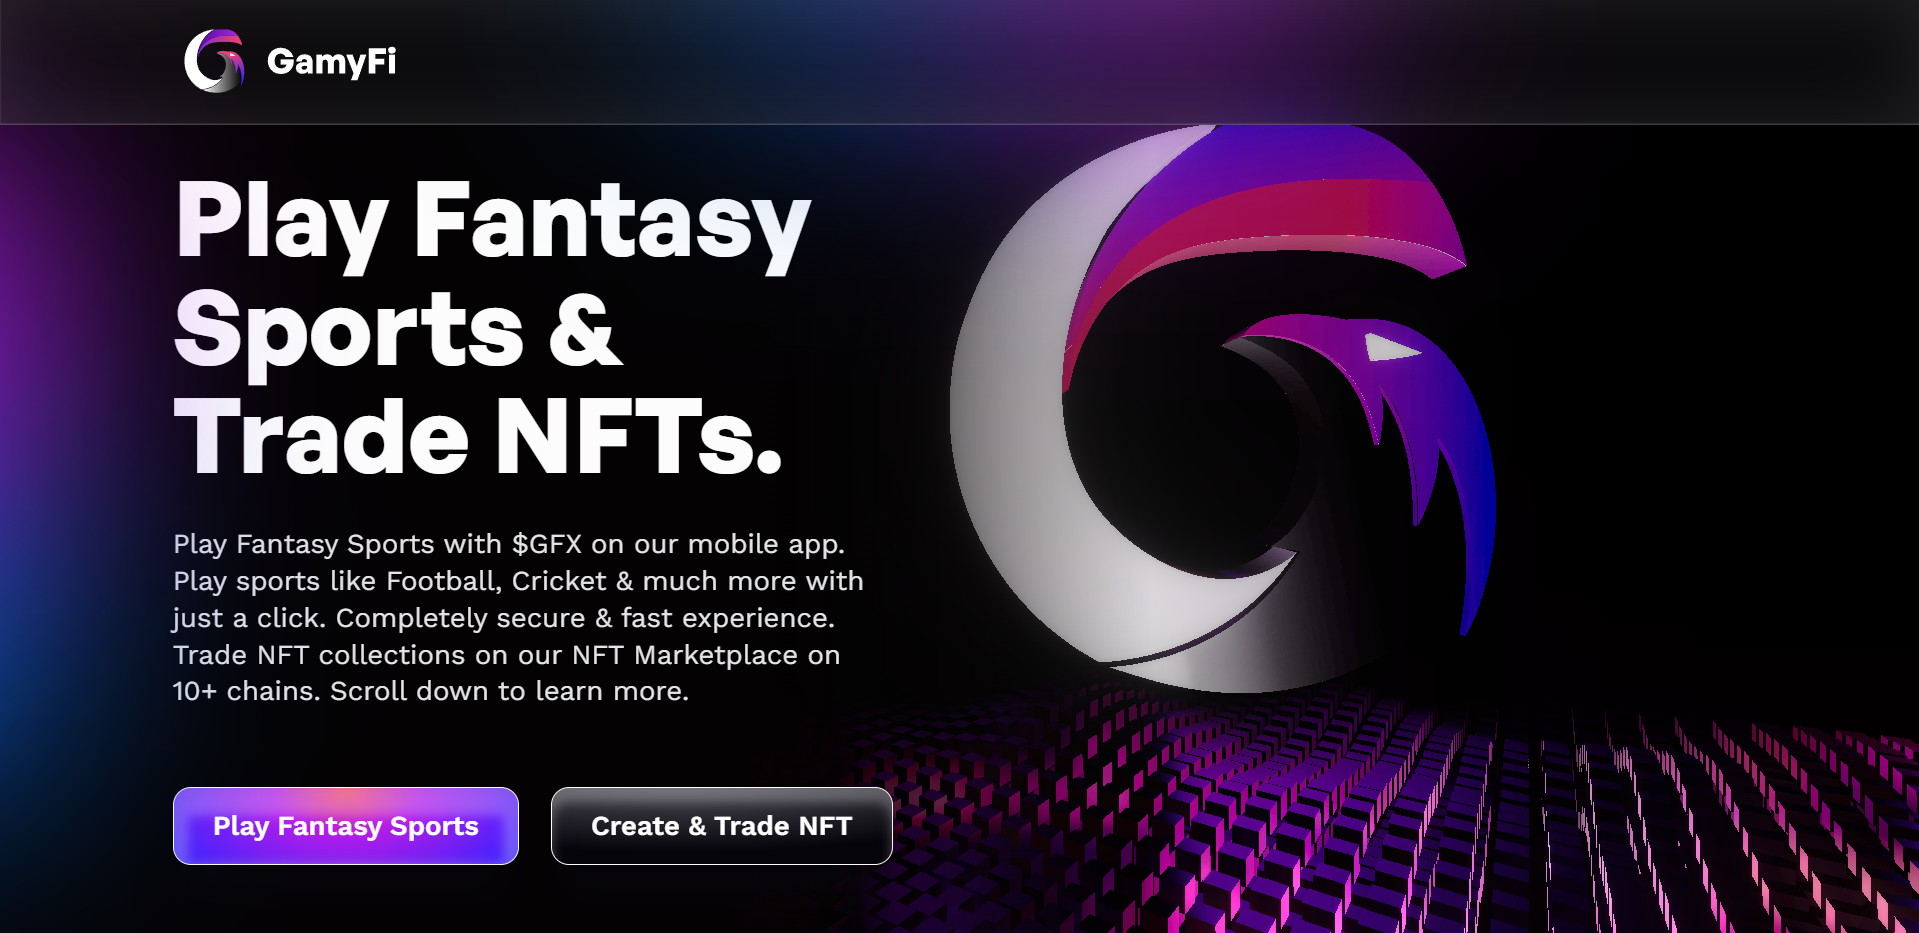 GamyFi
Play Fantasy
Sports &
Trade NFTs.
Play Fantasy Sports with $GFX on our mobile app.
Play sports like Football, Cricket & much more with
just a click. Completely secure & fast experience.
Trade NFT collections on our NFT Marketplace on
10+ chains. Scroll down to learn more.
Play Fantasy Sports
Create & Trade NFT